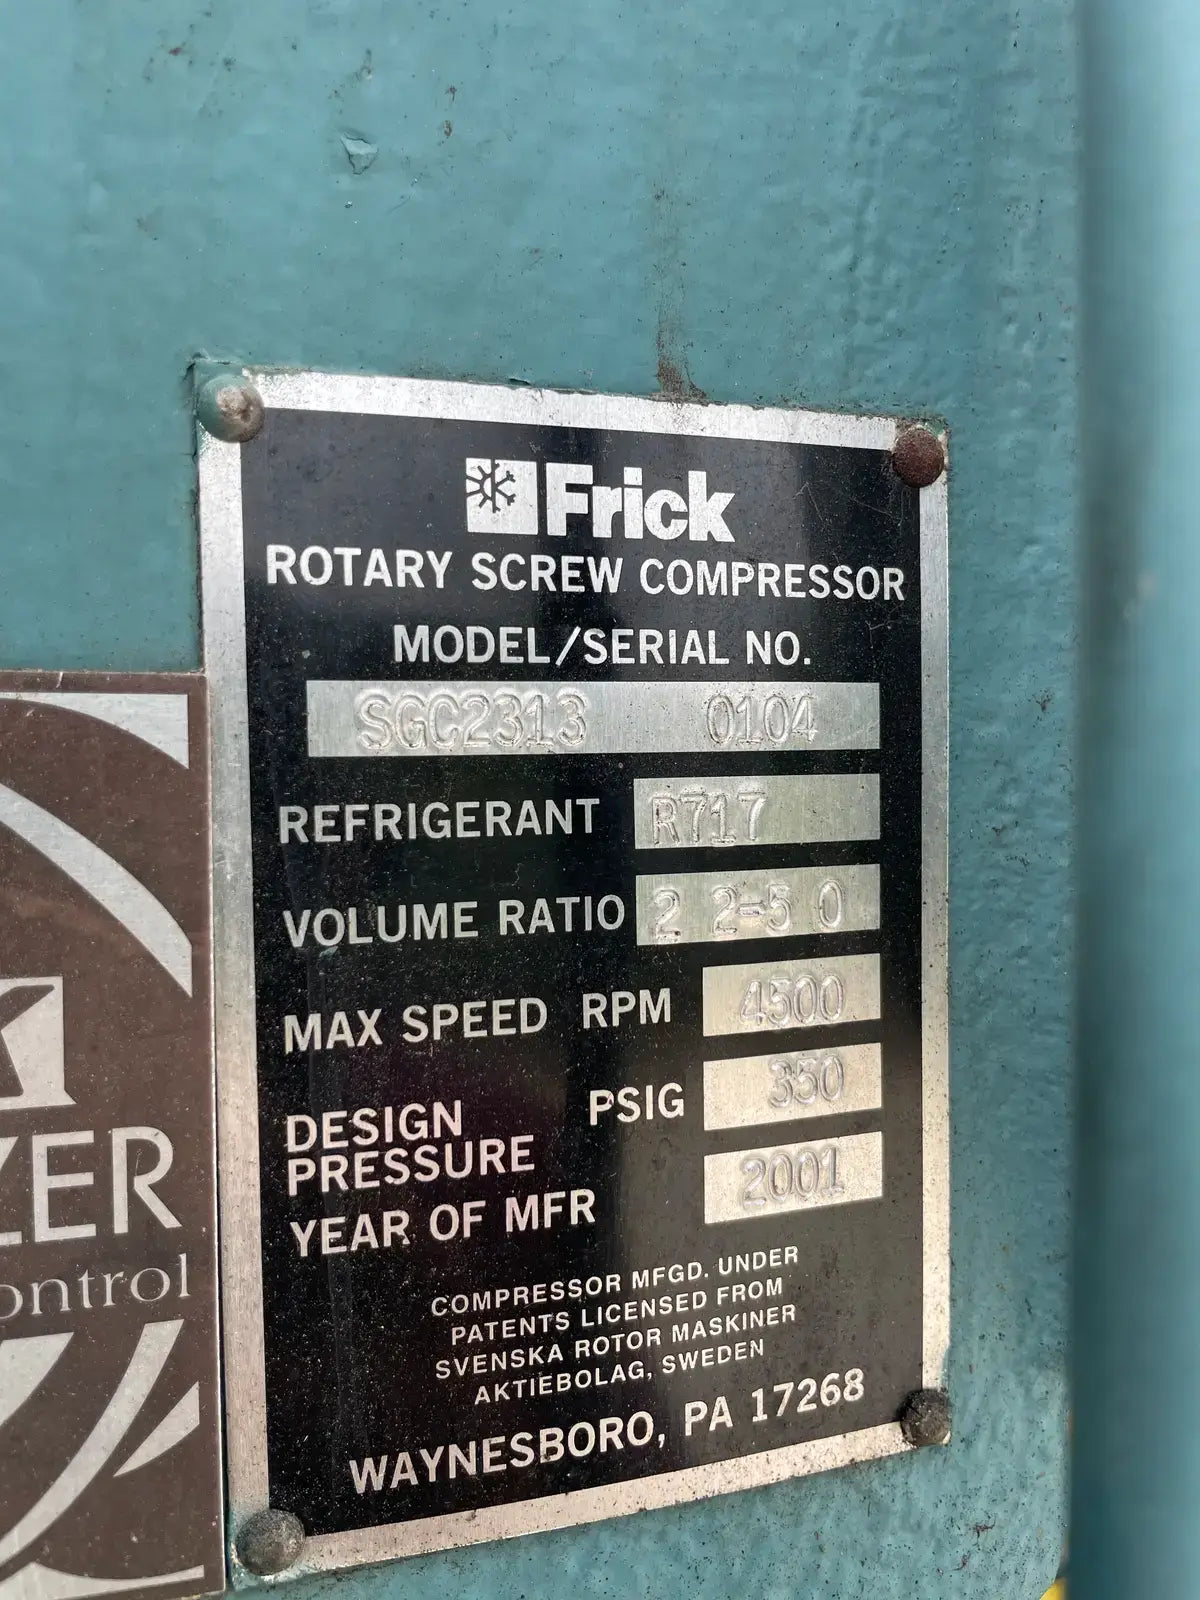 Frick
ROTARY SCREW COMPRESSOR
MODEL/SERIAL NO.
SGC2313 0104
REFRIGERANT R717
VOLUME RATIO 2 2-5 0
MAX SPEED RPM 4500
DESIGN PRESSURE PSIG 350
YEAR OF MFR 2001
COMPRESSOR MFGD. UNDER
PATENTS LICENSED FROM
SVENSKA ROTOR MASKINER
AKTIEBOLAG, SWEDEN
WAYNESBORO, PA 17268
ZER
ontrol